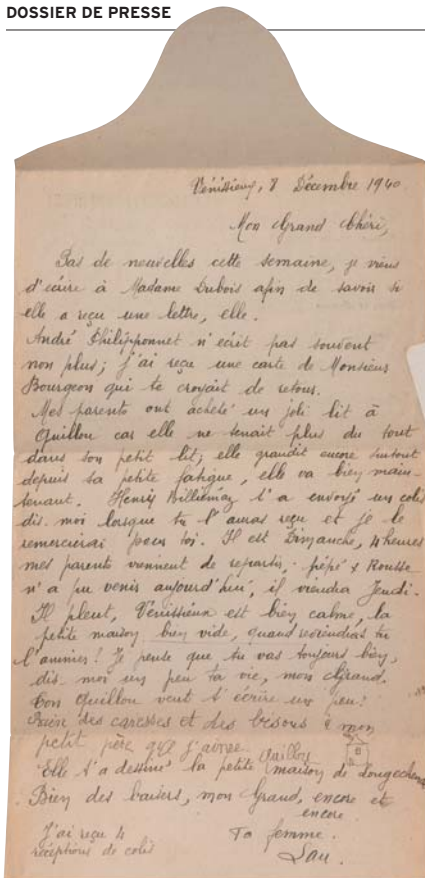 DOSSIER DE PRESSE
Vénissieux, 8 Décembre 1940
Mon Grand Chéri,
Pas de nouvelles cette semaine, je viens
d'écrire à Madame Dubois afin de savoir si
elle a reçu une lettre, elle.
André Philipponnet n'écrit pas souvent
non plus; j'ai reçu une carte de Monsieur
Bourgeon qui te croyait de retour.
Mes parents ont acheté un joli lit à
Quillou car elle ne tenait plus du tout
dans son petit lit; elle grandit encore surtout
depuis sa petite fatigue, elle va bien main-
tenant. Henri t'a envoyé un colis
dis-moi lorsque tu l'auras reçu et je le
remercierai pour toi. Il est Dimanche, 4 heures
mes parents viennent de repartir, pépé
n'a pu venir aujourd'hui, il viendra Jeudi.
Il pleut, Vénissieux est bien calme, la
petite maison bien vide, quand reviendras tu
l'animer! Je pense que tu vas toujours bien,
dis-moi un peu ta vie, mon Grand.
Ton Quillou veut t'écrire un peu:
des caresses et des bisous à mon
petit père que j'aime.
Quillou
Elle t'a dessiné la petite maison de
Bien des baisers, mon Grand, encore et
encore.
J'ai reçu 4
réceptions de colis
Ta femme.
Lau.